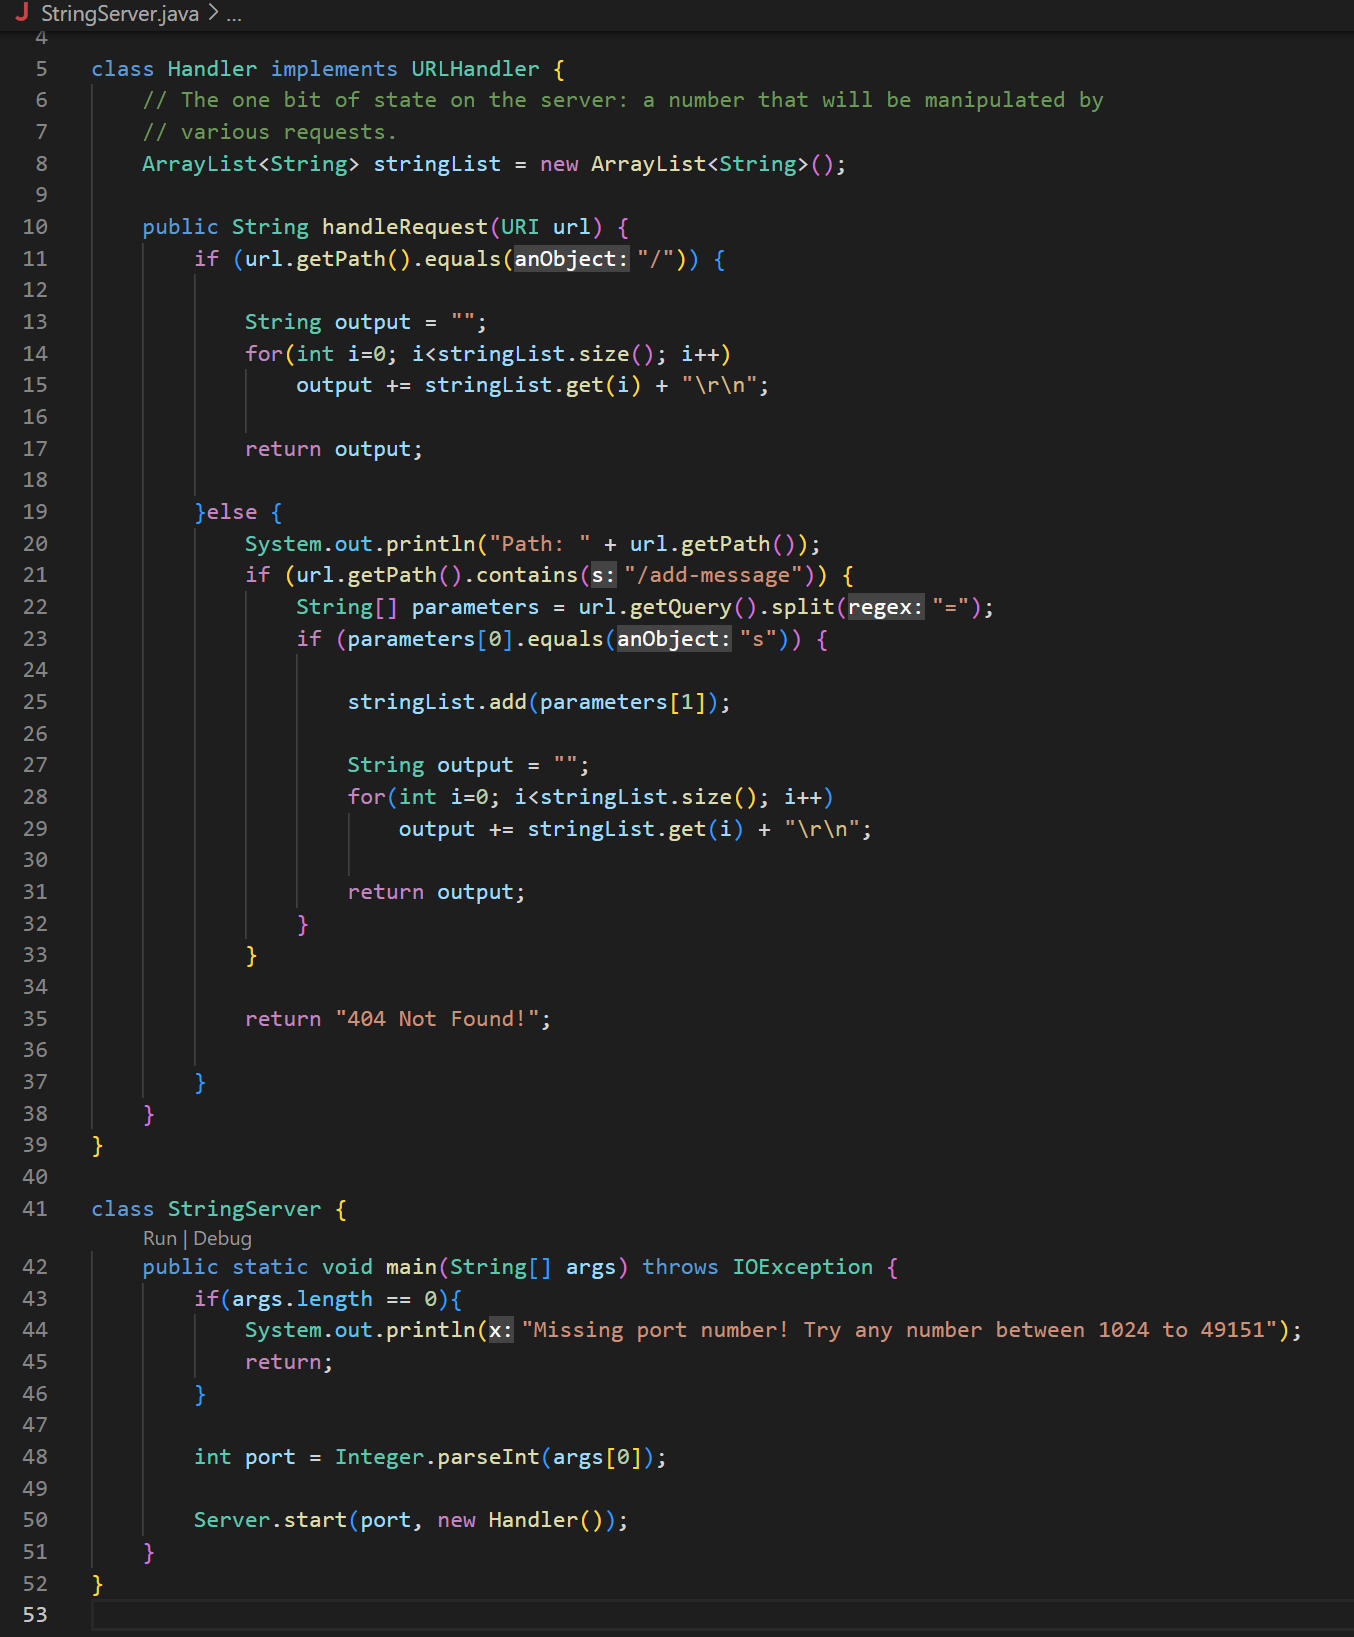 J StringServer.java > ...
4
5 class Handler implements URLHandler {
6 // The one bit of state on the server: a number that will be manipulated by
7 // various requests.
8 ArrayList<String> stringList = new ArrayList<String>();
9
10 public String handleRequest(URI url) {
11 if (url.getPath().equals(anObject: "/")) {
12
13 String output = "";
14 for(int i=0; i<stringList.size(); i++)
15 output += stringList.get(i) + "\r\n";
16
17 return output;
18
19 }else {
20 System.out.println("Path: " + url.getPath());
21 if (url.getPath().contains(s: "/add-message")) {
22 String[] parameters = url.getQuery().split(regex: "=");
23 if (parameters[0].equals(anObject: "s")) {
24
25 stringList.add(parameters[1]);
26
27 String output = "";
28 for(int i=0; i<stringList.size(); i++)
29 output += stringList.get(i) + "\r\n";
30
31 return output;
32 }
33 }
34
35 return "404 Not Found!";
36
37 }
38 }
39 }
40
41 class StringServer {
Run | Debug
42 public static void main(String[] args) throws IOException {
43 if(args.length == 0){
44 System.out.println(x: "Missing port number! Try any number between 1024 to 49151");
45 return;
46 }
47
48 int port = Integer.parseInt(args[0]);
49
50 Server.start(port, new Handler());
51 }
52 }
53